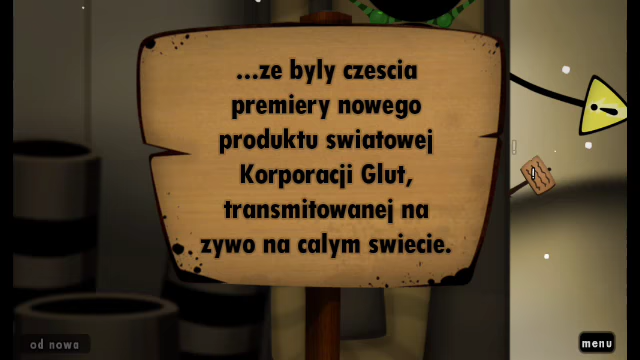 ...ze byly czescia
premiery nowego
produktu swiatowej
Korporacji Glut,
transmitowanej na
zywo na calym swiecie.
od nowa
menu